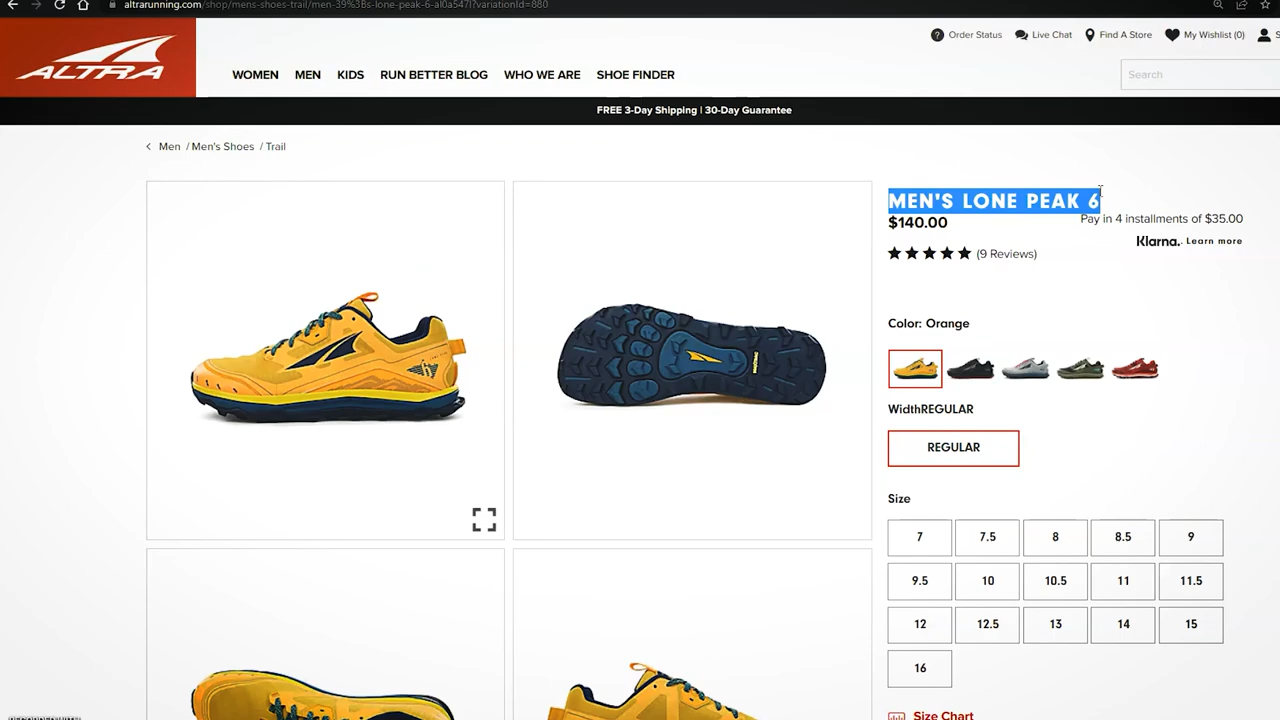 altrarunning.com/shop/mens-shoes-trail/men-39%3Bs-lone-peak-6-al0a547l?variationId=880
Order Status
Live Chat
Find A Store
My Wishlist (0)
ALTRA
WOMEN
MEN
KIDS
RUN BETTER BLOG
WHO WE ARE
SHOE FINDER
Search
FREE 3-Day Shipping | 30-Day Guarantee
Men / Men's Shoes / Trail
MEN'S LONE PEAK 6
$140.00
Pay in 4 installments of $35.00
Klarna. Learn more
(9 Reviews)
Color: Orange
WidthREGULAR
REGULAR
Size
7
7.5
8
8.5
9
9.5
10
10.5
11
11.5
12
12.5
13
14
15
16
Size Chart